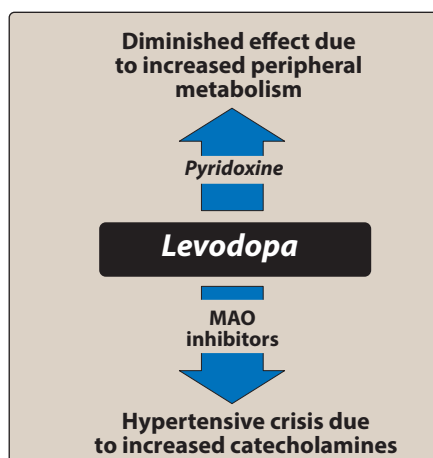 Diminished effect due
to increased peripheral
metabolism
Pyridoxine
Levodopa
MAO
inhibitors
Hypertensive crisis due
to increased catecholamines